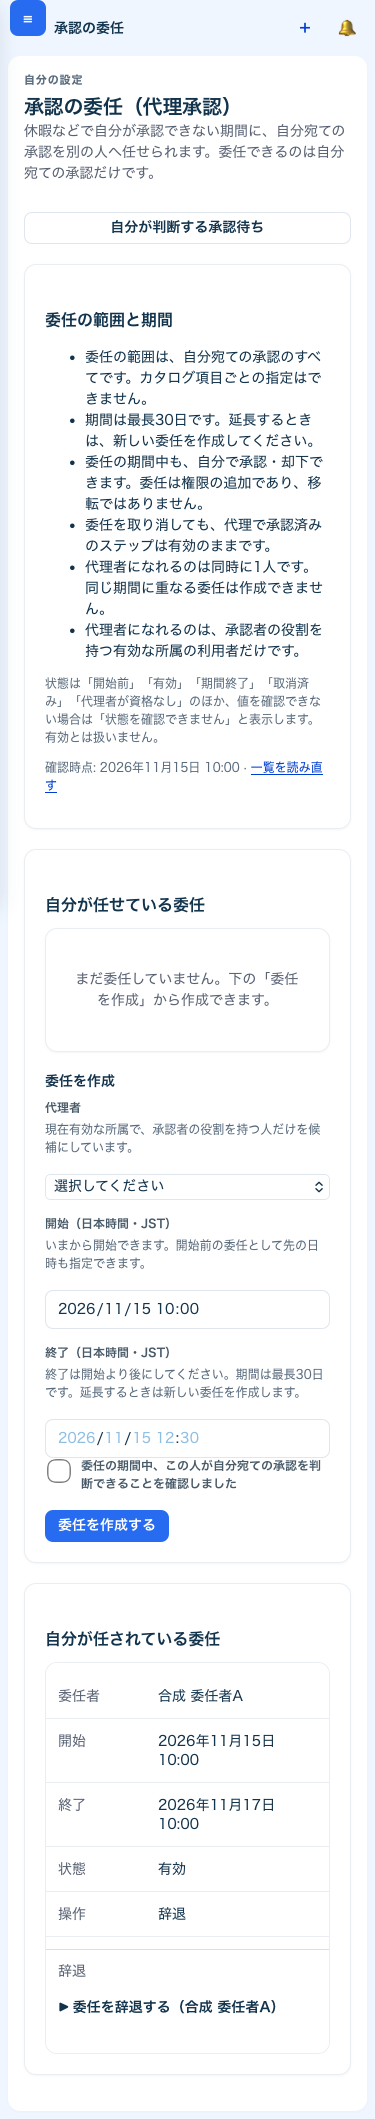 承認の委任
+
自分の設定
承認の委任（代理承認）
休暇などで自分が承認できない期間に、自分宛ての
承認を別の人へ任せられます。委任できるのは自分
宛ての承認だけです。
自分が判断する承認待ち
委任の範囲と期間
• 委任の範囲は、自分宛ての承認のすべ
てです。カタログ項目ごとの指定はで
きません。
• 期間は最長30日です。延長するとき
は、新しい委任を作成してください。
• 委任の期間中も、自分で承認・却下で
きます。委任は権限の追加であり、移
転ではありません。
• 委任を取り消しても、代理で承認済み
のステップは有効のままです。
• 代理者になれるのは同時に1人です。
同じ期間に重なる委任は作成できませ
ん。
• 代理者になれるのは、承認者の役割を
持つ有効な所属の利用者だけです。
状態は「開始前」「有効」「期間終了」「取消済
み」「代理者が資格なし」のほか、値を確認できな
い場合は「状態を確認できません」と表示します。
有効とは扱いません。
確認時点: 2026年11月15日 10:00 · 一覧を読み直
す
自分が任せている委任
まだ委任していません。下の「委任
を作成」から作成できます。
委任を作成
代理者
現在有効な所属で、承認者の役割を持つ人だけを候
補にしています。
選択してください
開始（日本時間・JST）
いまから開始できます。開始前の委任として先の日
時も指定できます。
2026/11/15 10:00
終了（日本時間・JST）
終了は開始より後にしてください。期間は最長30日
です。延長するときは新しい委任を作成します。
2026/11/15 12:30
委任の期間中、この人が自分宛ての承認を判
断できることを確認しました
委任を作成する
自分が任されている委任
委任者 合成 委任者A
開始 2026年11月15日
10:00
終了 2026年11月17日
10:00
状態 有効
操作 辞退
辞退
▶ 委任を辞退する（合成 委任者A）